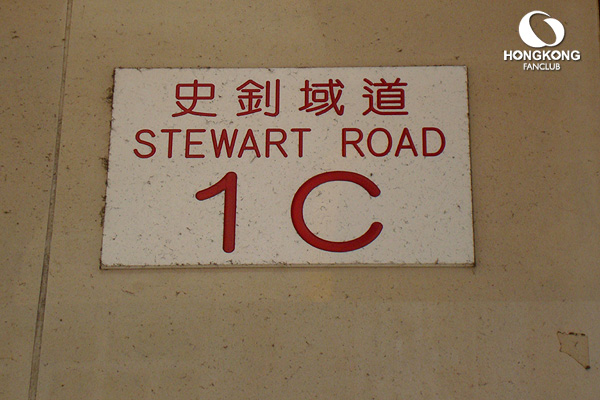 HONGKONG
FANCLUB
史釗域道
STEWART ROAD
1C